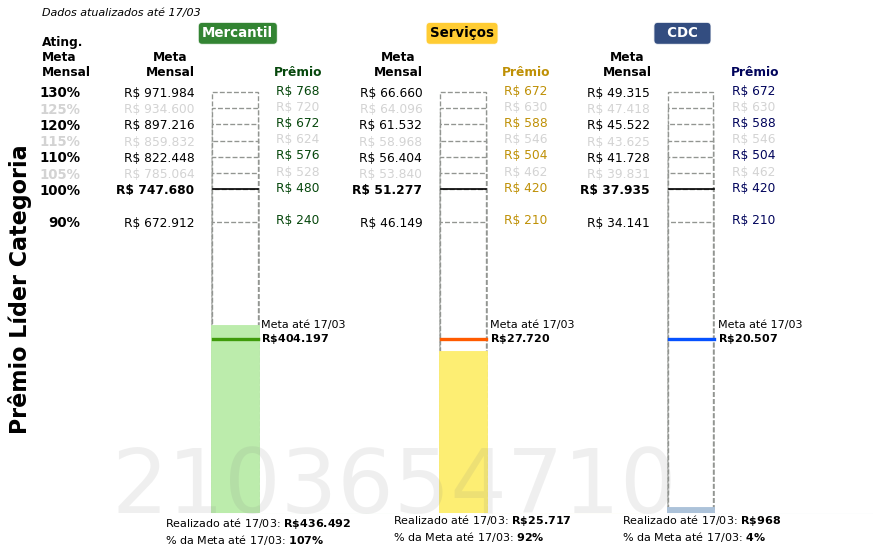 Dados atualizados até 17/03
Mercantil Serviços CDC
Ating. Meta Mensal Meta Mensal Prêmio Meta Mensal Prêmio Meta Mensal Prêmio
130% R$ 971.984 R$ 768 R$ 66.660 R$ 672 R$ 49.315 R$ 672
125% R$ 934.600 R$ 720 R$ 64.096 R$ 630 R$ 47.418 R$ 630
120% R$ 897.216 R$ 672 R$ 61.532 R$ 588 R$ 45.522 R$ 588
115% R$ 859.832 R$ 624 R$ 58.968 R$ 546 R$ 43.625 R$ 546
110% R$ 822.448 R$ 576 R$ 56.404 R$ 504 R$ 41.728 R$ 504
105% R$ 785.064 R$ 528 R$ 53.840 R$ 462 R$ 39.831 R$ 462
100% R$ 747.680 R$ 480 R$ 51.277 R$ 420 R$ 37.935 R$ 420
90% R$ 672.912 R$ 240 R$ 46.149 R$ 210 R$ 34.141 R$ 210
Prêmio Líder Categoria
Meta até 17/03 Meta até 17/03 Meta até 17/03
R$404.197 R$27.720 R$20.507
2103654710
Realizado até 17/03: R$436.492 Realizado até 17/03: R$25.717 Realizado até 17/03: R$968
% da Meta até 17/03: 107% % da Meta até 17/03: 92% % da Meta até 17/03: 4%